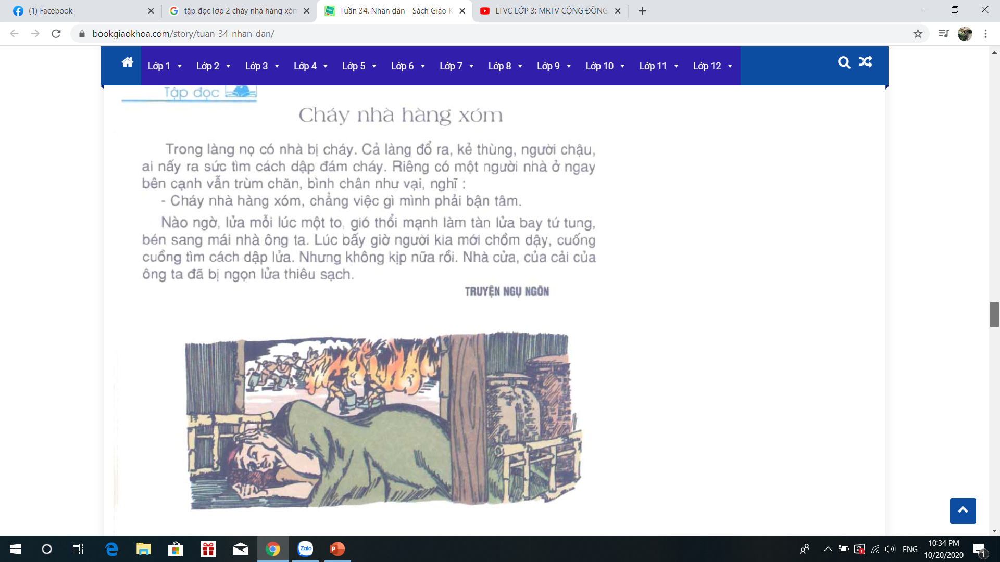 (1) Facebook
tập đọc lớp 2 cháy nhà hàng xóm
Tuần 34. Nhân dân - Sách Giáo K
LTVC LỚP 3: MRTV CỘNG ĐỒNG
bookgiaokhoa.com/story/tuan-34-nhan-dan/
Lớp 1 Lớp 2 Lớp 3 Lớp 4 Lớp 5 Lớp 6 Lớp 7 Lớp 8 Lớp 9 Lớp 10 Lớp 11 Lớp 12
Tập đọc
Cháy nhà hàng xóm
Trong làng nọ có nhà bị cháy. Cả làng đổ ra, kẻ thùng, người chậu,
ai nấy ra sức tìm cách dập đám cháy. Riêng có một người nhà ở ngay
bên cạnh vẫn trùm chăn, bình chân như vại, nghĩ :
- Cháy nhà hàng xóm, chẳng việc gì mình phải bận tâm.
Nào ngờ, lửa mỗi lúc một to, gió thổi mạnh làm tàn lửa bay tứ tung,
bén sang mái nhà ông ta. Lúc bấy giờ người kia mới chồm dậy, cuống
cuồng tìm cách dập lửa. Nhưng không kịp nữa rồi. Nhà cửa, của cải của
ông ta đã bị ngọn lửa thiêu sạch.
TRUYỆN NGỤ NGÔN
Zalo
ENG
10:34 PM
10/20/2020
1